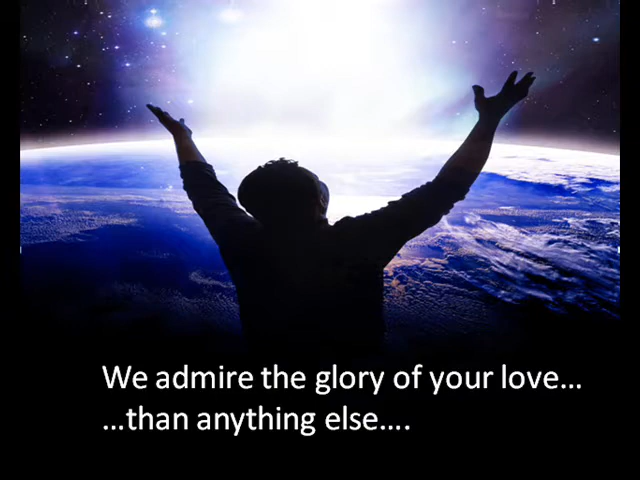 We admire the glory of your love…
…than anything else….